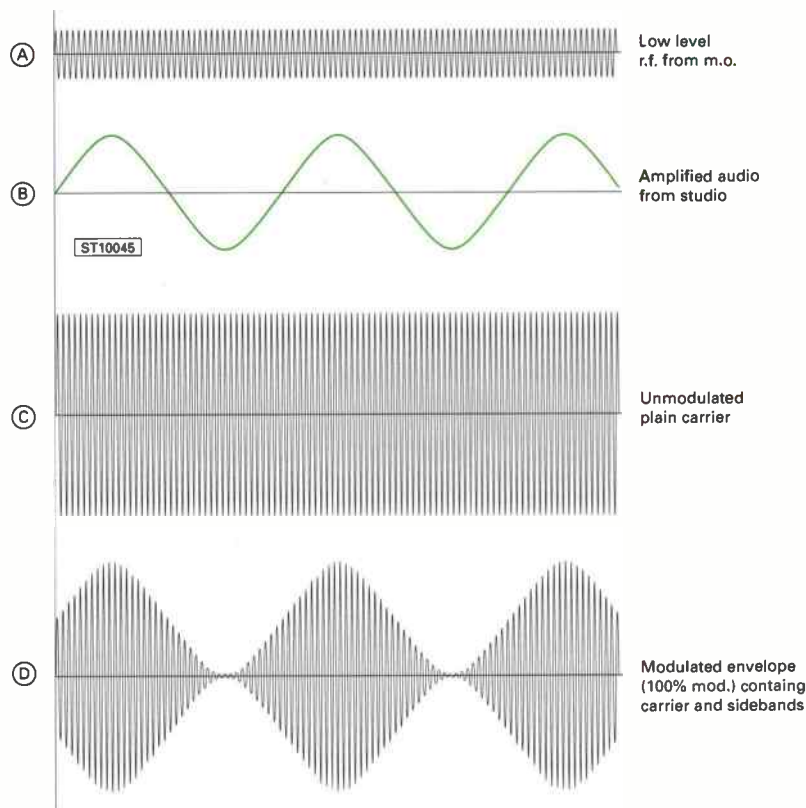 A
Low level
r.f. from m.o.
B
Amplified audio
from studio
ST10045
C
Unmodulated
plain carrier
D
Modulated envelope
(100% mod.) containg
carrier and sidebands